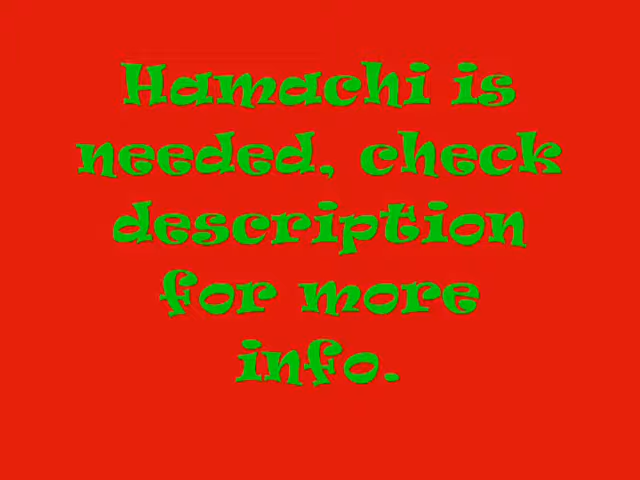 Hamachi is
needed, check
description
for more
info.